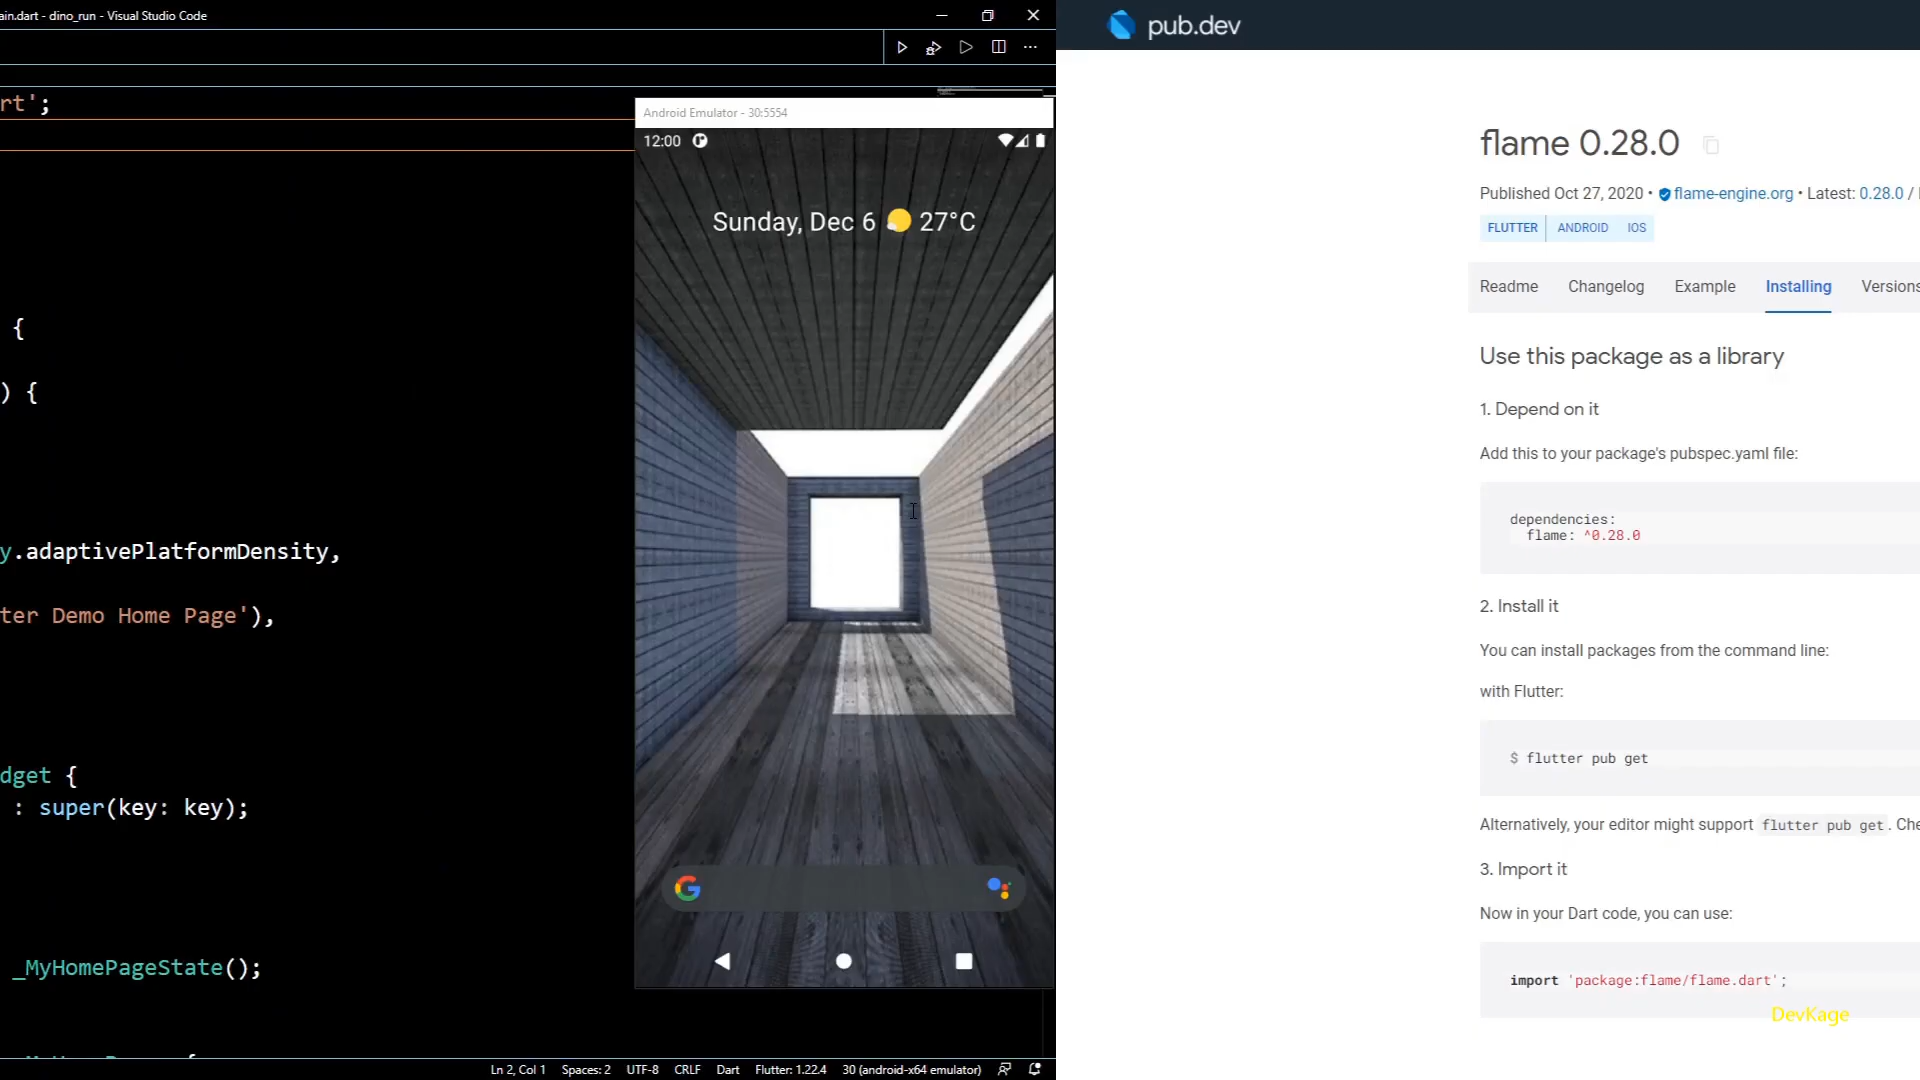 ain.dart - dino_run - Visual Studio Code
rt';
{
) {
y.adaptivePlatformDensity,
ter Demo Home Page'),
dget {
: super(key: key);
_MyHomePageState();
Ln 2, Col 1 Spaces: 2 UTF-8 CRLF Dart Flutter: 1.22.4 30 (android-x64 emulator)
Android Emulator - 30:5554
12:00
Sunday, Dec 6 27°C
pub.dev
flame 0.28.0
Published Oct 27, 2020 • flame-engine.org • Latest: 0.28.0 /
FLUTTER ANDROID IOS
Readme Changelog Example Installing Versions
Use this package as a library
1. Depend on it
Add this to your package's pubspec.yaml file:
dependencies:
flame: ^0.28.0
2. Install it
You can install packages from the command line:
with Flutter:
$ flutter pub get
Alternatively, your editor might support flutter pub get. Che
3. Import it
Now in your Dart code, you can use:
import 'package:flame/flame.dart';
DevKage